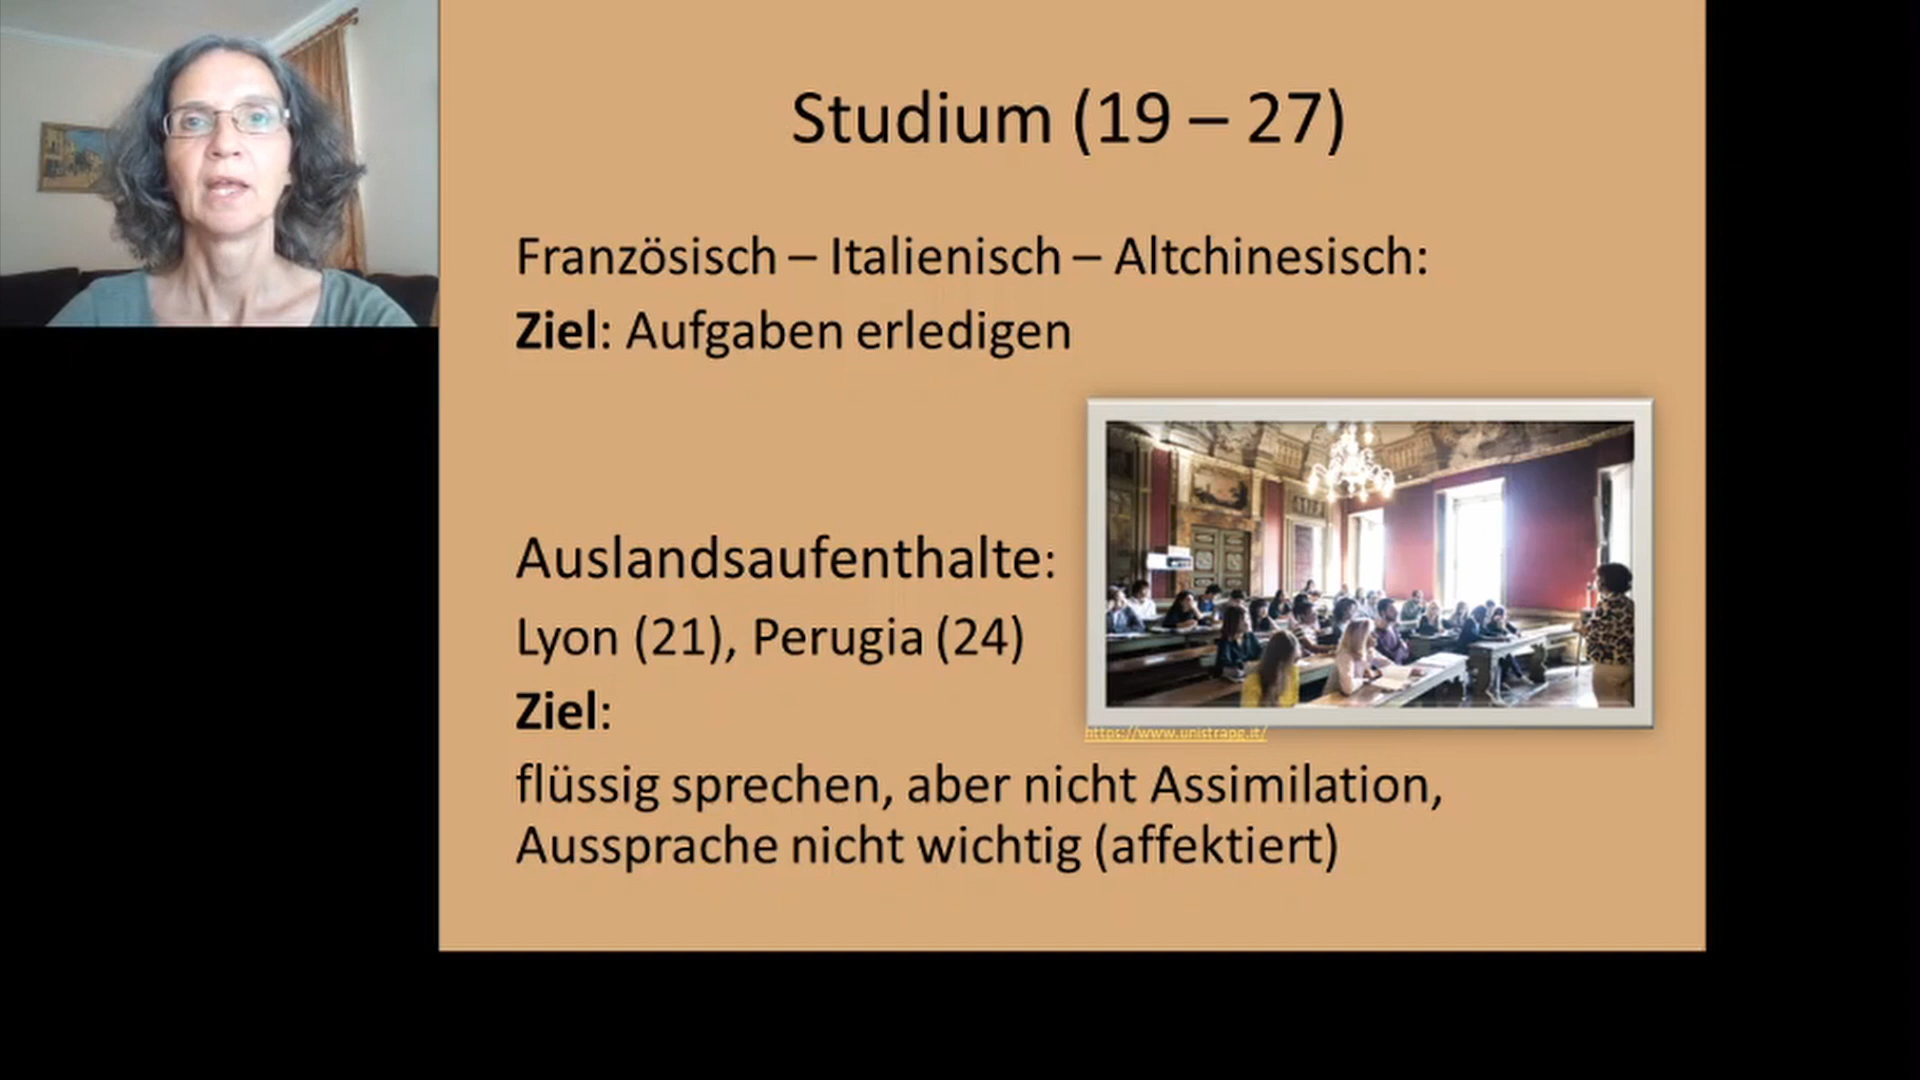 Studium (19 – 27)
Französisch – Italienisch – Altchinesisch:
Ziel: Aufgaben erledigen
Auslandsaufenthalte:
Lyon (21), Perugia (24)
Ziel:
https://www.unistrapg.it/
flüssig sprechen, aber nicht Assimilation,
Aussprache nicht wichtig (affektiert)